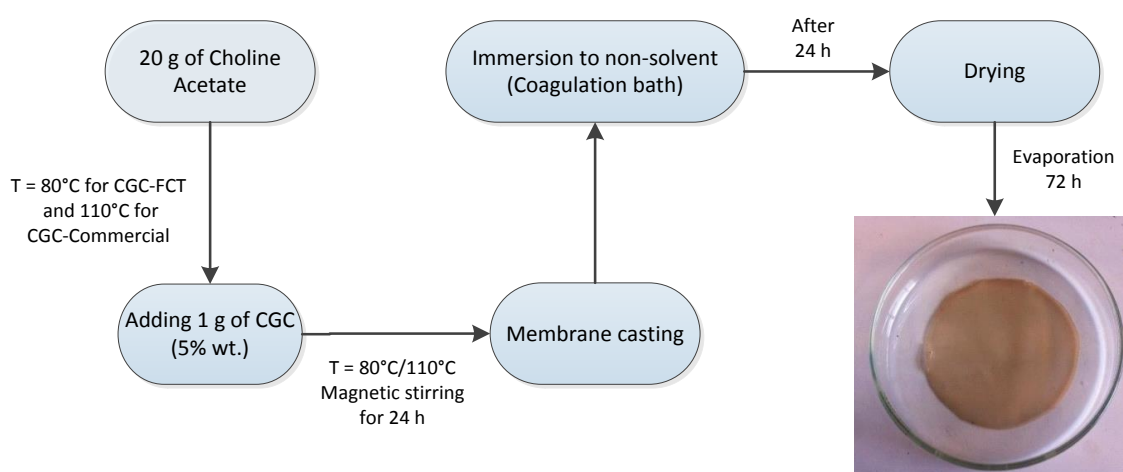 20 g of Choline
Acetate
T = 80°C for CGC-FCT
and 110°C for
CGC-Commercial
Adding 1 g of CGC
(5% wt.)
T = 80°C/110°C
Magnetic stirring
for 24 h
Membrane casting
Immersion to non-solvent
(Coagulation bath)
After
24 h
Drying
Evaporation
72 h